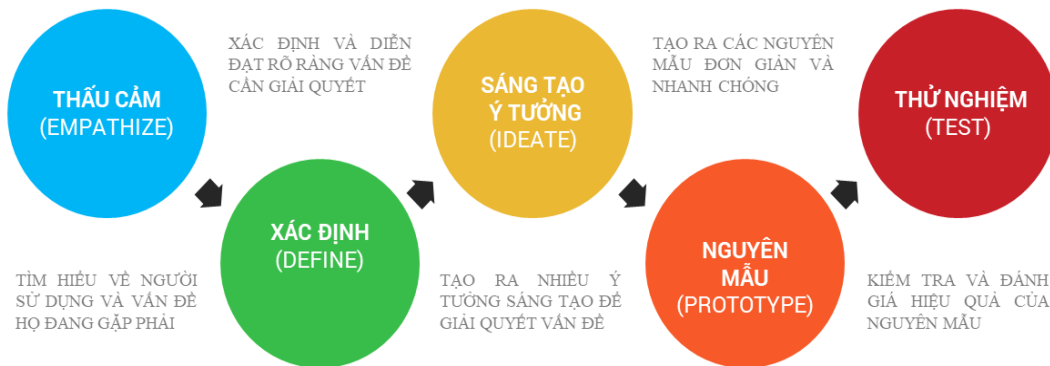 THẤU CẢM
(EMPATHIZE)
TÌM HIỂU VỀ NGƯỜI
SỬ DỤNG VÀ VẤN ĐỀ
HỌ ĐANG GẶP PHẢI
XÁC ĐỊNH VÀ DIỄN
ĐẠT RÕ RÀNG VẤN ĐỀ
CẦN GIẢI QUYẾT
XÁC ĐỊNH
(DEFINE)
SÁNG TẠO
Ý TƯỞNG
(IDEATE)
TẠO RA NHIỀU Ý
TƯỞNG SÁNG TẠO ĐỂ
GIẢI QUYẾT VẤN ĐỀ
TẠO RA CÁC NGUYÊN
MẪU ĐƠN GIẢN VÀ
NHANH CHÓNG
NGUYÊN
MẪU
(PROTOTYPE)
THỬ NGHIỆM
(TEST)
KIỂM TRA VÀ ĐÁNH
GIÁ HIỆU QUẢ CỦA
NGUYÊN MẪU